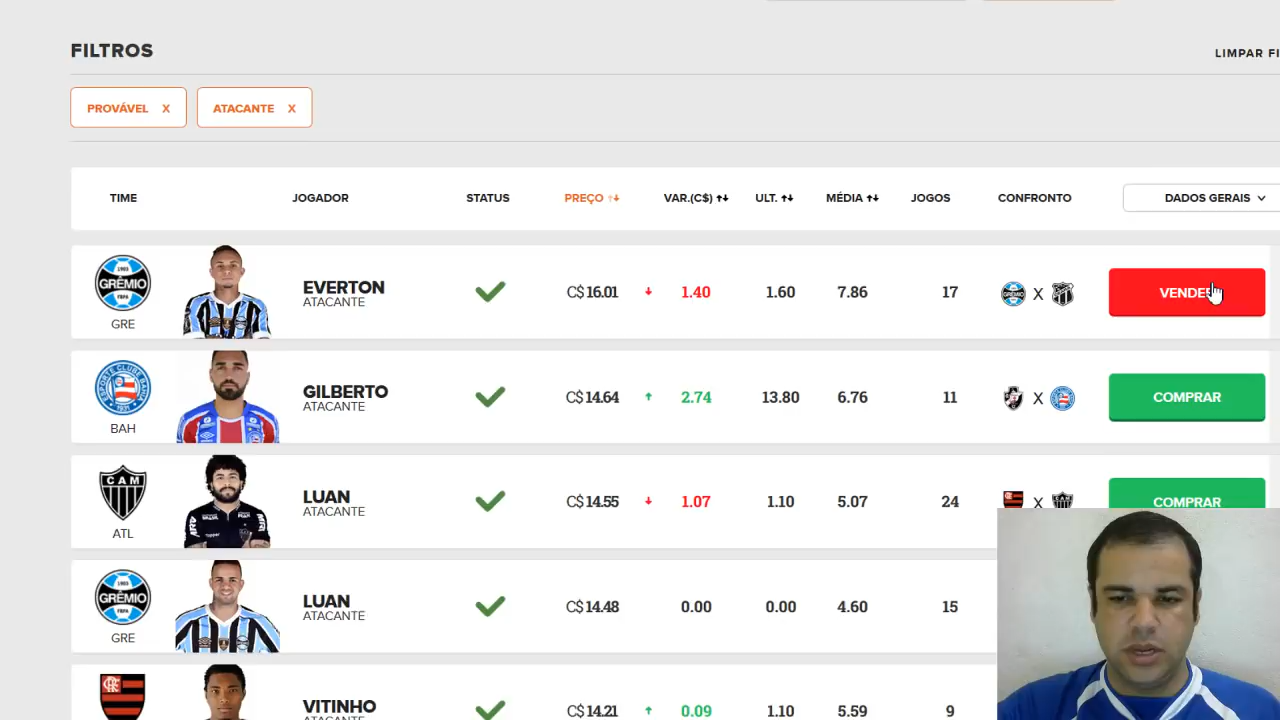 FILTROS
LIMPAR FI
PROVÁVEL X ATACANTE X
TIME JOGADOR STATUS PREÇO VAR.(C$) ULT. MÉDIA JOGOS CONFRONTO DADOS GERAIS
GRÊMIO
GRE
EVERTON
ATACANTE
C$ 16.01 1.40 1.60 7.86 17 X VENDER
BAH
GILBERTO
ATACANTE
C$ 14.64 2.74 13.80 6.76 11 X COMPRAR
CAM
ATL
LUAN
ATACANTE
C$ 14.55 1.07 1.10 5.07 24 X COMPRAR
GRÊMIO
GRE
LUAN
ATACANTE
C$ 14.48 0.00 0.00 4.60 15
VITINHO
C$ 14.21 0.09 1.10 5.59 9